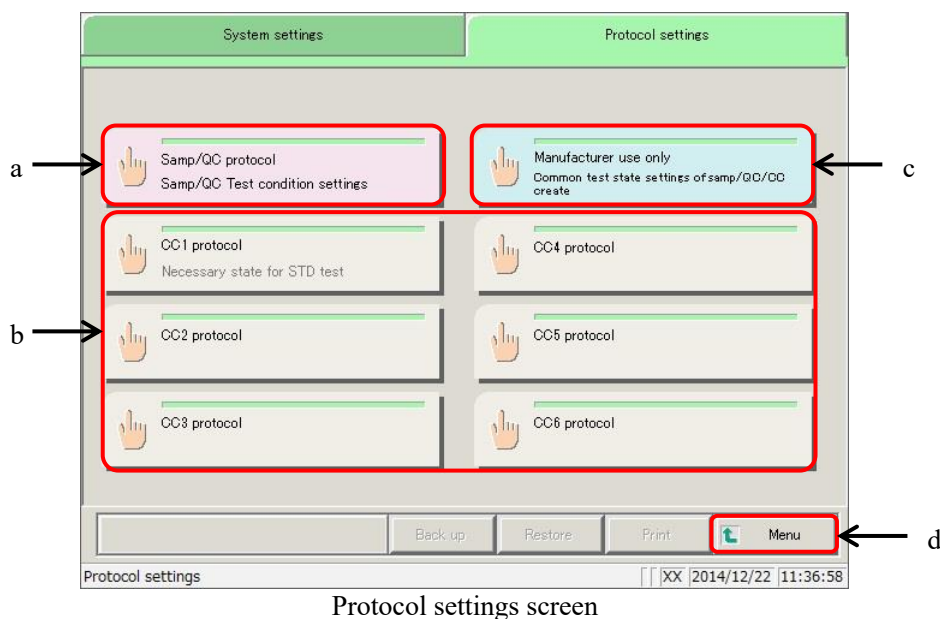 System settings
Protocol settings
a
Samp/QC protocol
Samp/QC Test condition settings
Manufacturer use only
Common test state settings of samp/QC/CC
create
c
b
CC1 protocol
Necessary state for STD test
CC4 protocol
CC2 protocol
CC5 protocol
CC3 protocol
CC6 protocol
Back up
Restore
Print
Menu
d
Protocol settings
XX
2014/12/22
11:36:58
Protocol settings screen